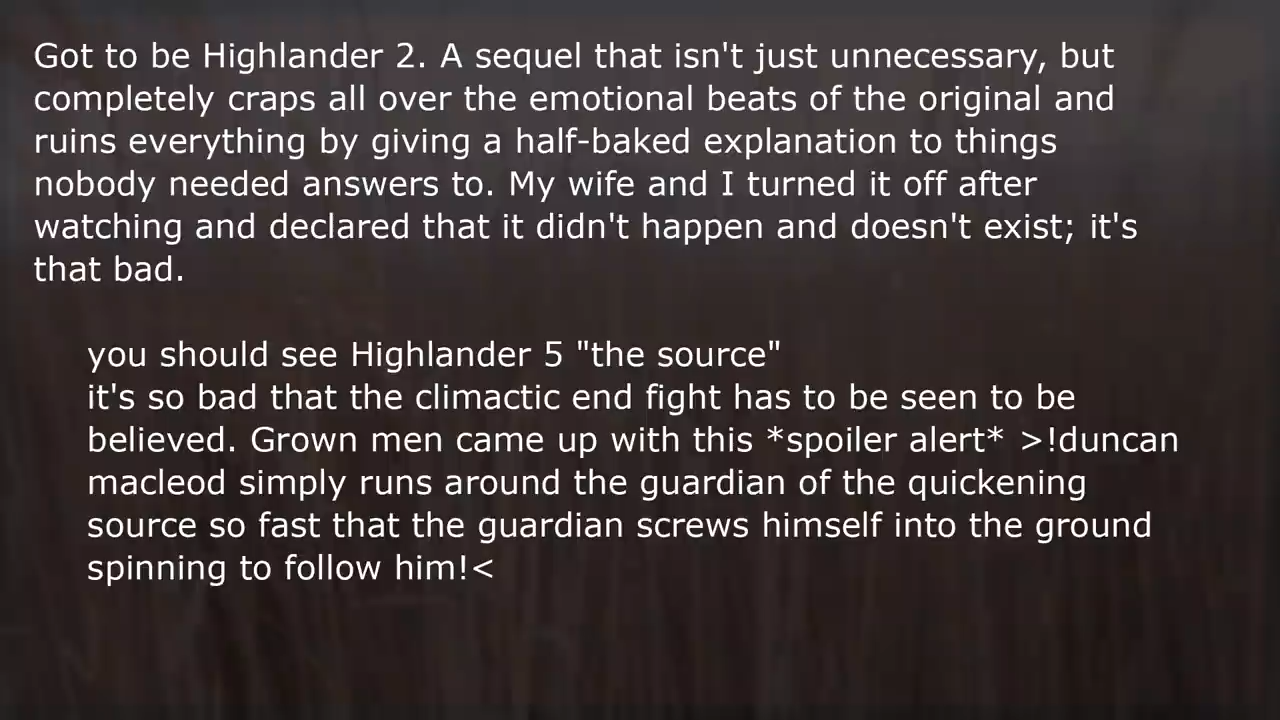 Got to be Highlander 2. A sequel that isn't just unnecessary, but
completely craps all over the emotional beats of the original and
ruins everything by giving a half-baked explanation to things
nobody needed answers to. My wife and I turned it off after
watching and declared that it didn't happen and doesn't exist; it's
that bad.
you should see Highlander 5 "the source"
it's so bad that the climactic end fight has to be seen to be
believed. Grown men came up with this *spoiler alert* >!duncan
macleod simply runs around the guardian of the quickening
source so fast that the guardian screws himself into the ground
spinning to follow him!<